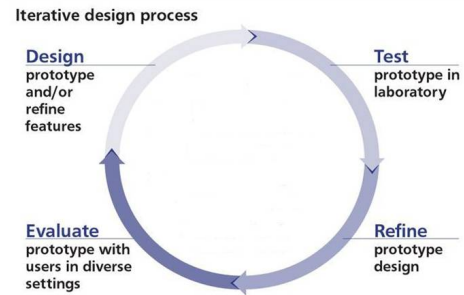 Iterative design process
Design
prototype
and/or
refine
features
Test
prototype in
laboratory
Evaluate
prototype with
users in diverse
settings
Refine
prototype
design